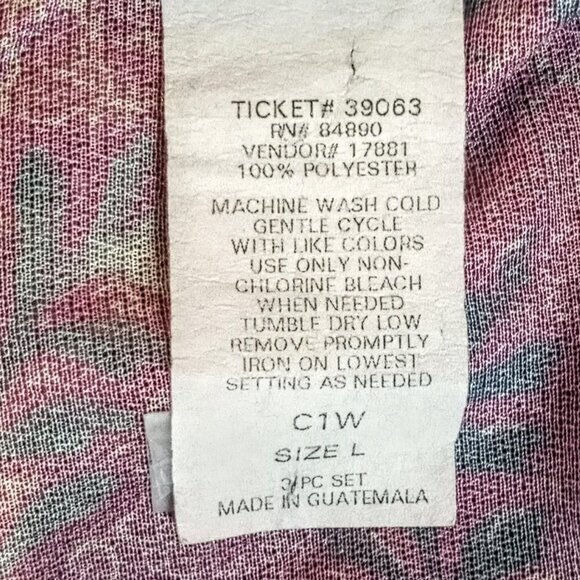 TICKET# 39063
RN# 84890
VENDOR# 17881
100% POLYESTER
MACHINE WASH COLD
GENTLE CYCLE
WITH LIKE COLORS
USE ONLY NON-
CHLORINE BLEACH
WHEN NEEDED
TUMBLE DRY LOW
REMOVE PROMPTLY
IRON ON LOWEST
SETTING AS NEEDED
C1W
SIZE L
3/PC SET
MADE IN GUATEMALA